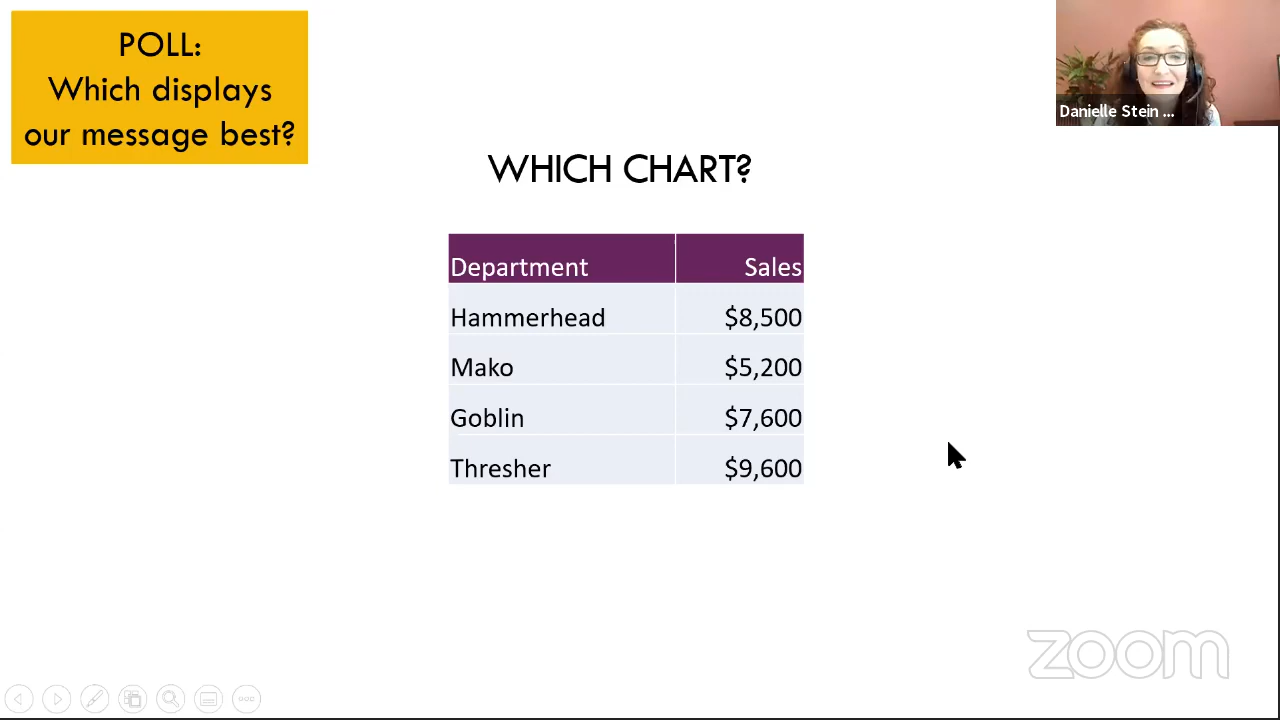 POLL:
Which displays
our message best?
Danielle Stein ...
WHICH CHART?
Department Sales
Hammerhead $8,500
Mako $5,200
Goblin $7,600
Thresher $9,600
zoom